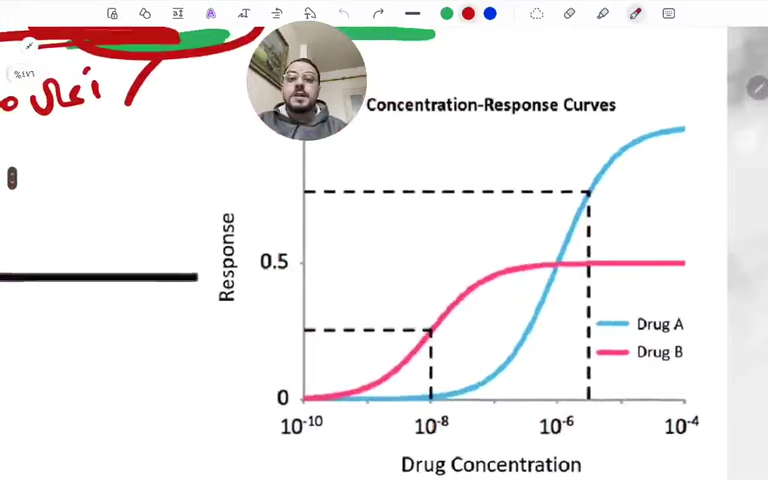 Concentration-Response Curves
Response
0.5
0
Drug A
Drug B
10-10
10-8
10-6
10-4
Drug Concentration